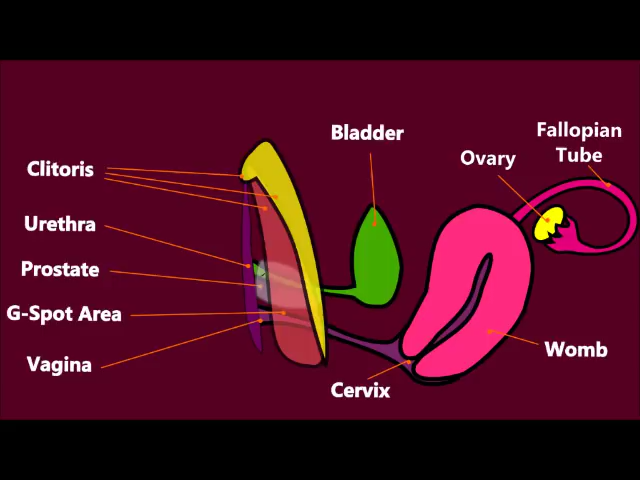 Bladder
Fallopian
Tube
Ovary
Clitoris
Urethra
Prostate
G-Spot Area
Vagina
Cervix
Womb